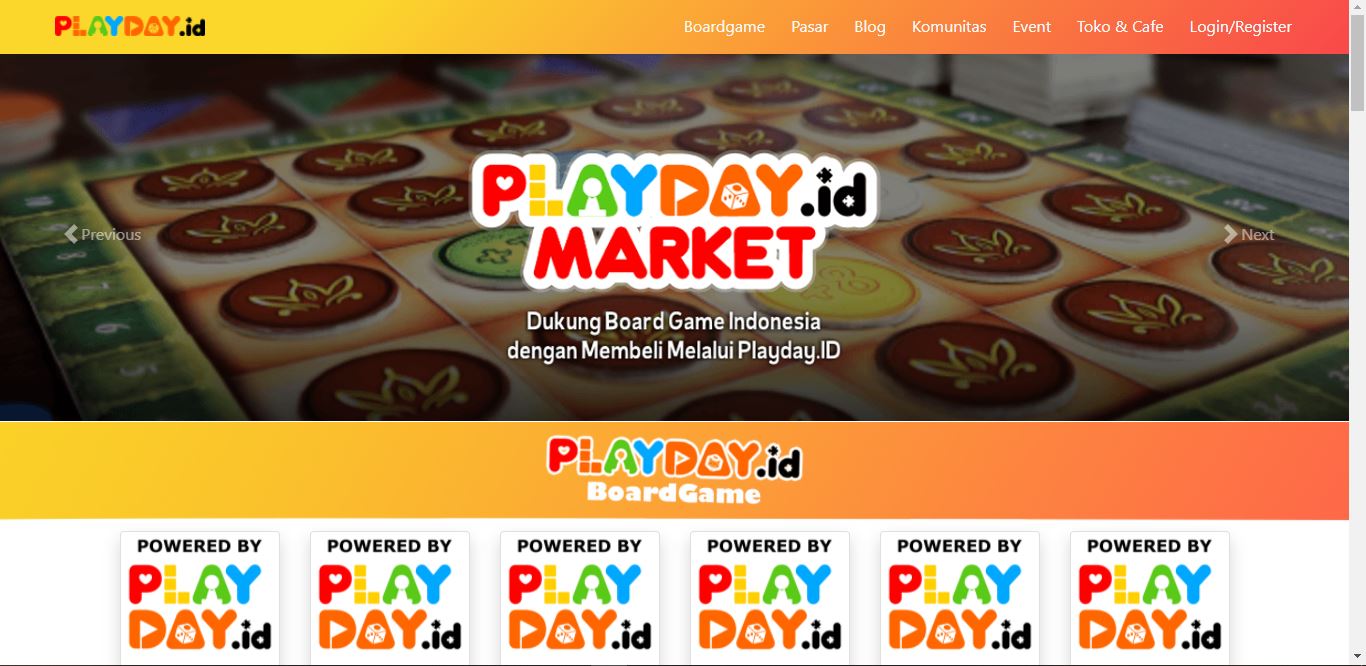 PLAYDAY.id
Boardgame Pasar Blog Komunitas Event Toko & Cafe Login/Register
PLAYDAY.id
MARKET
Previous
Next
Dukung Board Game Indonesia
dengan Membeli Melalui Playday.ID
PLAYDAY.id
BoardGame
POWERED BY
PLAY
DAY.id
POWERED BY
PLAY
DAY.id
POWERED BY
PLAY
DAY.id
POWERED BY
PLAY
DAY.id
POWERED BY
PLAY
DAY.id
POWERED BY
PLAY
DAY.id